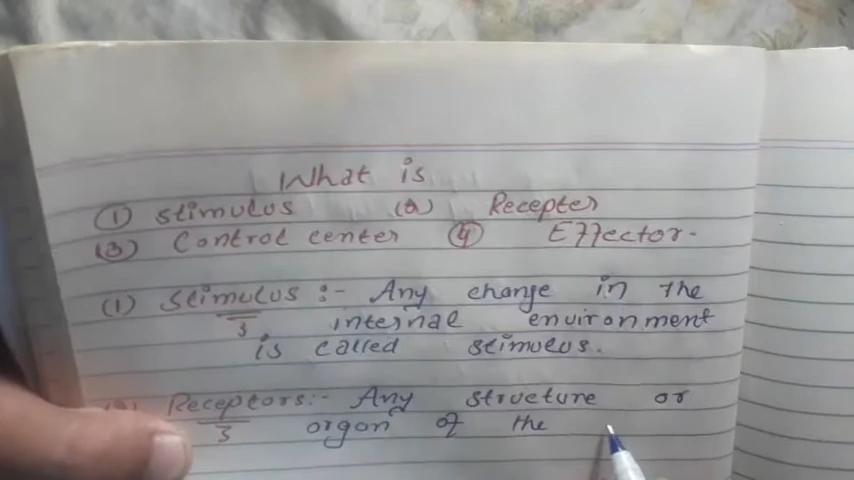 What is
(1) stimulus (2) Recepter
(3) Control center (4) Effector.
(1) Stimulus :- Any change in the
internal environment
is called stimulus.
(2) Receptors:- Any structure or
organ of the